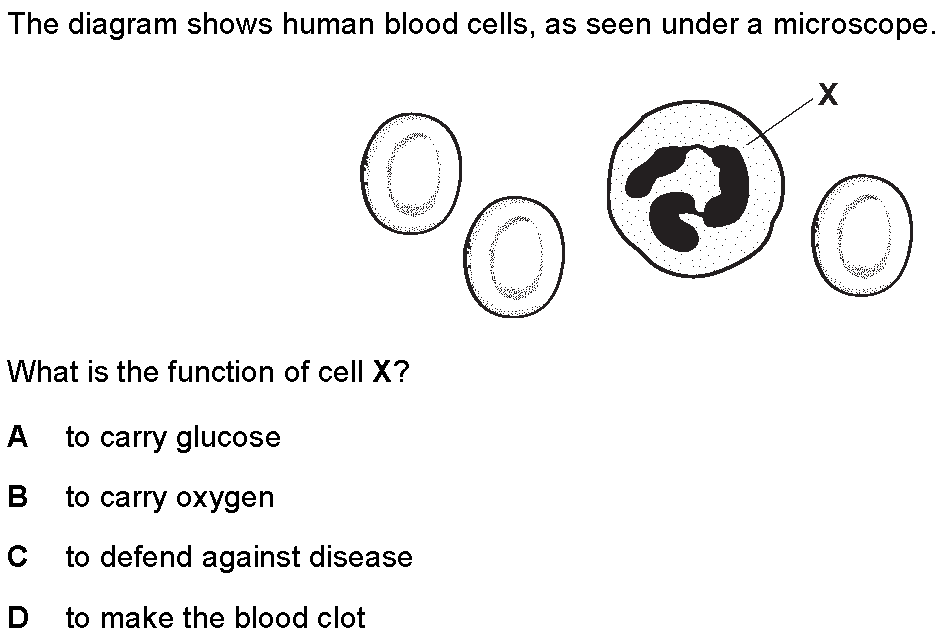 The diagram shows human blood cells, as seen under a microscope.
X
What is the function of cell X?
A to carry glucose
B to carry oxygen
C to defend against disease
D to make the blood clot